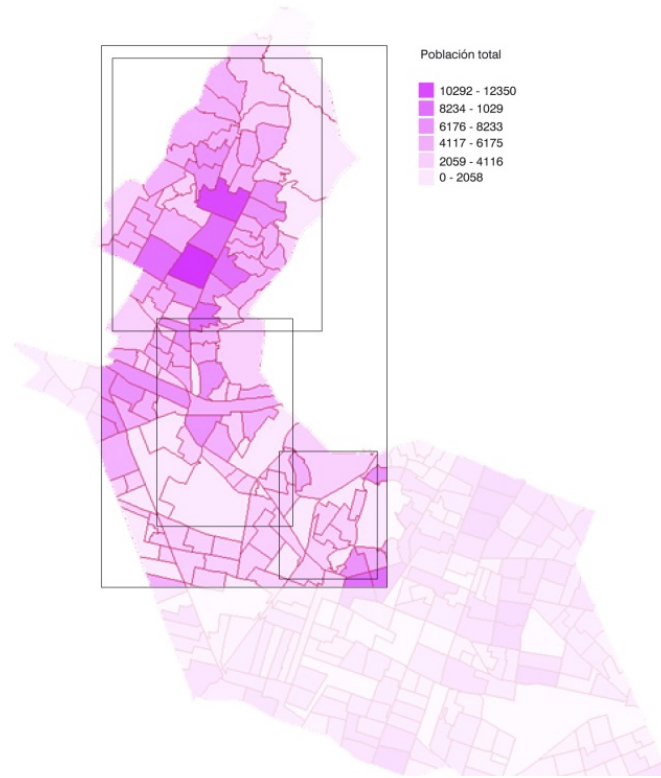 Población total
10292 - 12350
8234 - 1029
6176 - 8233
4117 - 6175
2059 - 4116
0 - 2058